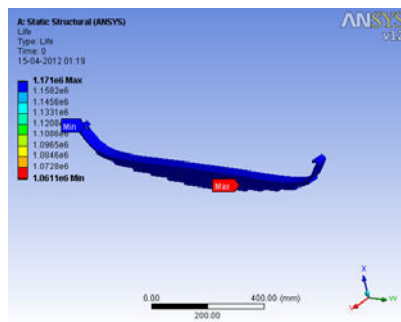 A: Static Structural (ANSYS)
Life
Type: Life
Time: 0
15-04-2012 01:19
ANSYS
v12
1.171e6 Max
1.1582e6
1.1456e6
1.1331e6
1.1086e6
1.0965e6
1.0846e6
1.0728e6
1.0611e6 Min
Min
Max
0.00
400.00 (mm)
200.00
X
Y